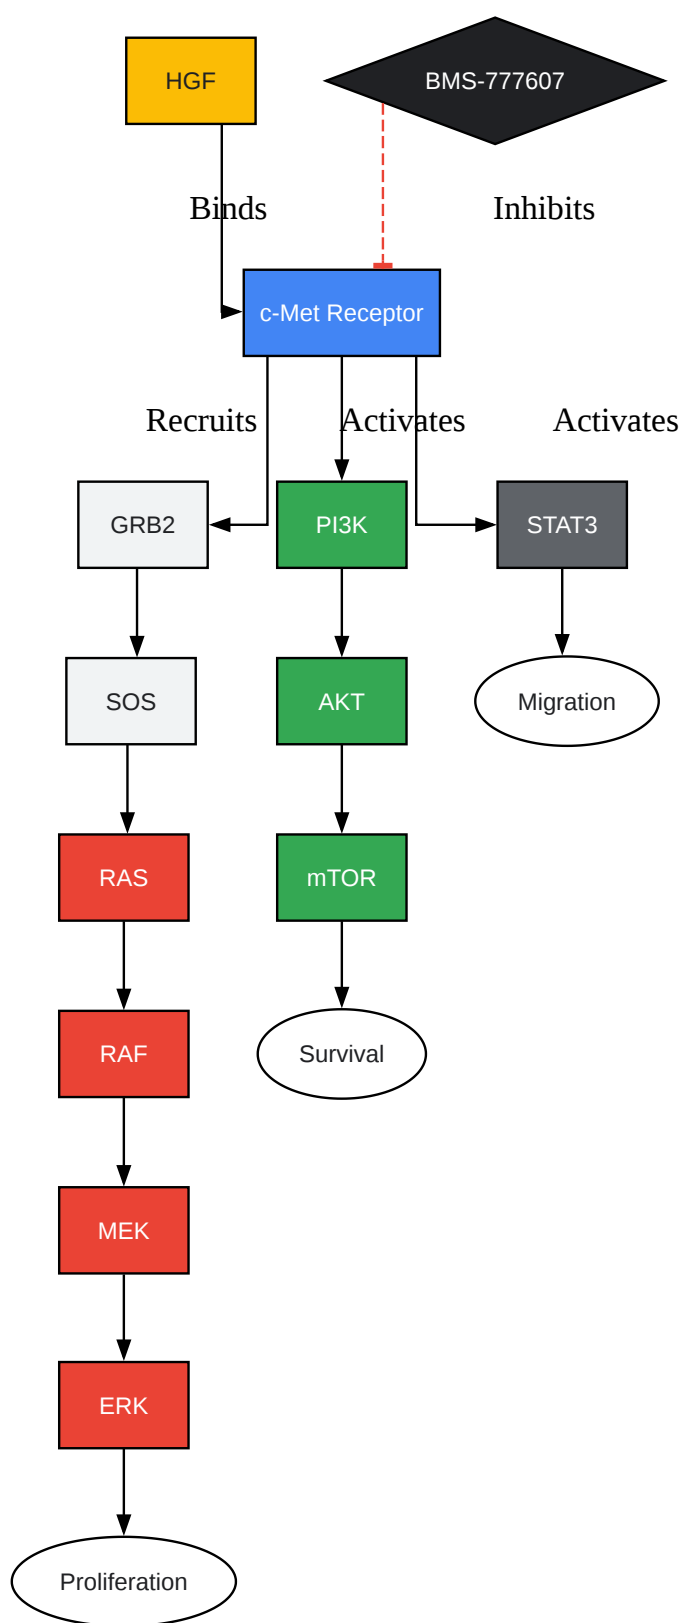 HGF
BMS-777607
Binds
Inhibits
c-Met Receptor
Recruits
Activates
Activates
GRB2
PI3K
STAT3
SOS
AKT
Migration
RAS
mTOR
RAF
Survival
MEK
ERK
Proliferation